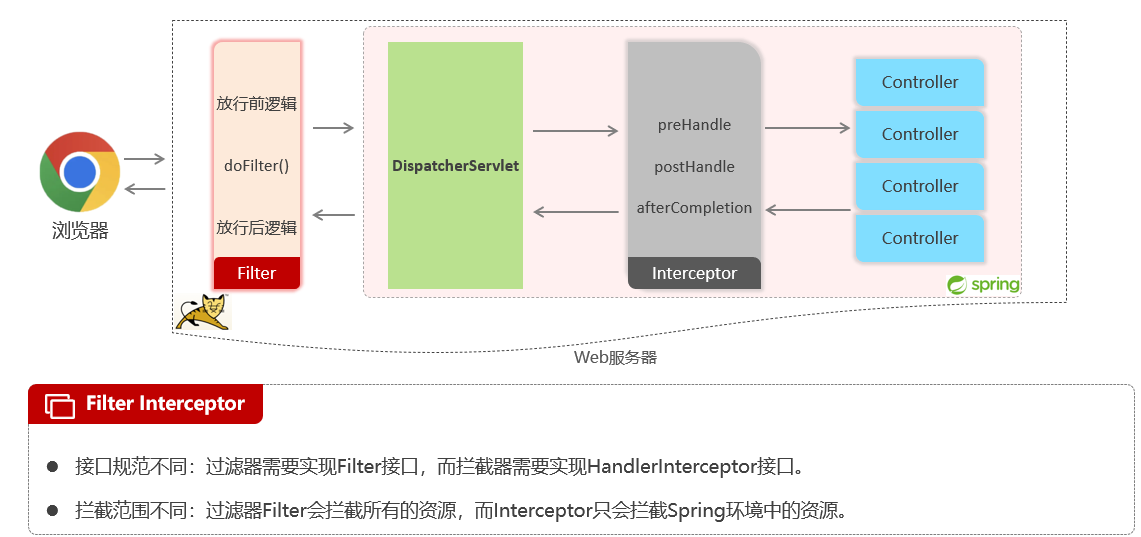 放行前逻辑
doFilter()
放行后逻辑
Filter
浏览器
DispatcherServlet
preHandle
postHandle
afterCompletion
Interceptor
Controller
Controller
Controller
Controller
spring
Web服务器
Filter Interceptor
接口规范不同：过滤器需要实现Filter接口，而拦截器需要实现HandlerInterceptor接口。
拦截范围不同：过滤器Filter会拦截所有的资源，而Interceptor只会拦截Spring环境中的资源。